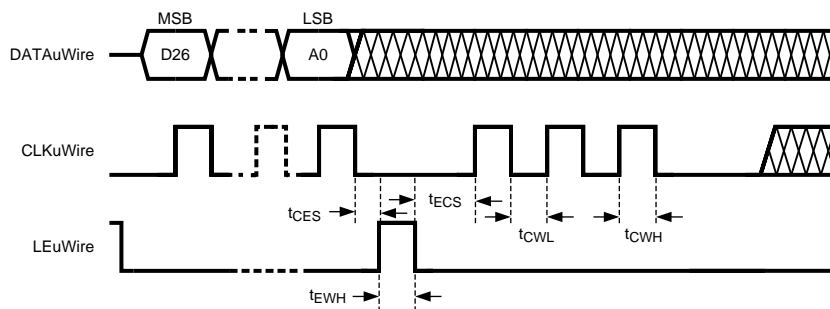 MSB
LSB
DATAuWire
D26
A0
CLKuWire
tECS
tCES
tCWL
tCWH
LEuWire
tEWH